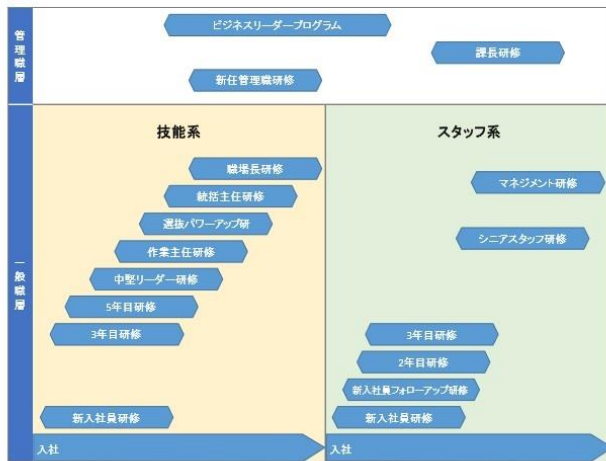 管理職層
ビジネスリーダープログラム
課長研修
新任管理職研修
一般職層
技能系
職場長研修
統括主任研修
選抜パワーアップ研
作業主任研修
中堅リーダー研修
5年目研修
3年目研修
新入社員研修
入社
スタッフ系
マネジメント研修
シニアスタッフ研修
3年目研修
2年目研修
新入社員フォローアップ研修
新入社員研修
入社